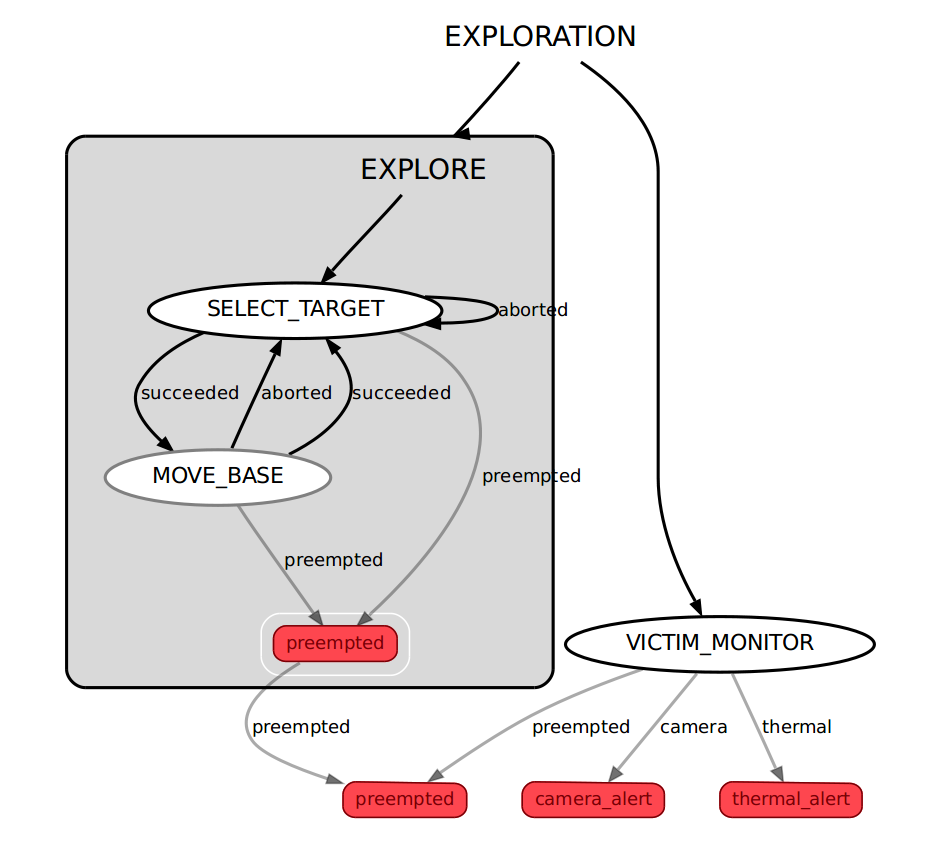 EXPLORATION
EXPLORE
SELECT_TARGET
aborted
succeeded
aborted
succeeded
MOVE_BASE
preempted
preempted
preempted
VICTIM_MONITOR
preempted
preempted
camera
thermal
preempted
camera_alert
thermal_alert